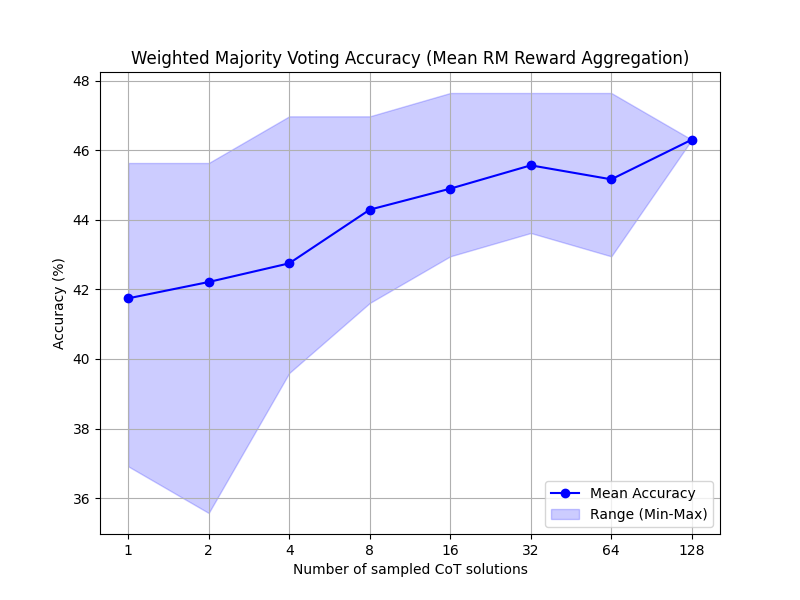 Weighted Majority Voting Accuracy (Mean RM Reward Aggregation)
Accuracy (%)
48
46
44
42
40
38
36
Mean Accuracy
Range (Min-Max)
1 2 4 8 16 32 64 128
Number of sampled CoT solutions